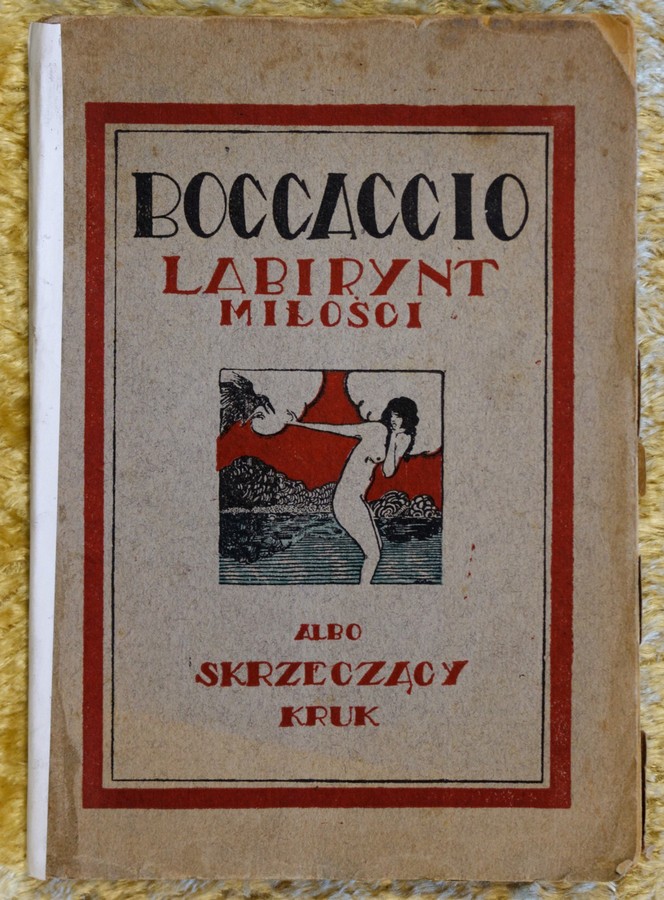 BOCCACCIO
LABIRYNT
MIŁOŚCI
ALBO
SKRZECZĄCY
KRUK